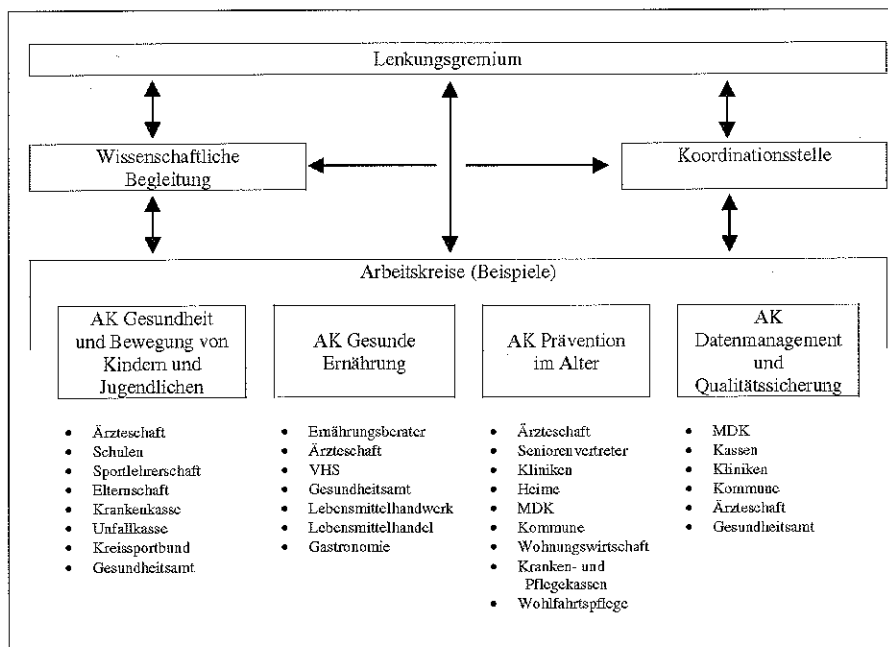 Lenkungsgremium
Wissenschaftliche
Begleitung
Koordinationsstelle
Arbeitskreise (Beispiele)
AK Gesundheit
und Bewegung von
Kindern und
Jugendlichen
AK Gesunde
Ernährung
AK Prävention
im Alter
AK
Datenmanagement
und
Qualitätssicherung
• Ärzteschaft
• Schulen
• Sportlehrerschaft
• Elternschaft
• Krankenkasse
• Unfallkasse
• Kreissportbund
• Gesundheitsamt
• Ernährungsberater
• Ärzteschaft
• VHS
• Gesundheitsamt
• Lebensmittelhandwerk
• Lebensmittelhandel
• Gastronomie
• Ärzteschaft
• Seniorenvertreter
• Kliniken
• Heime
• MDK
• Kommune
• Wohnungswirtschaft
• Kranken- und
Pflegekassen
• Wohlfahrtspflege
• MDK
• Kassen
• Kliniken
• Kommune
• Ärzteschaft
• Gesundheitsamt